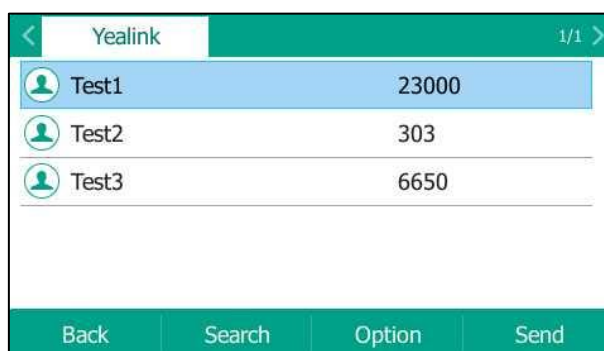 Yealink 1/1
Test1 23000
Test2 303
Test3 6650
Back Search Option Send